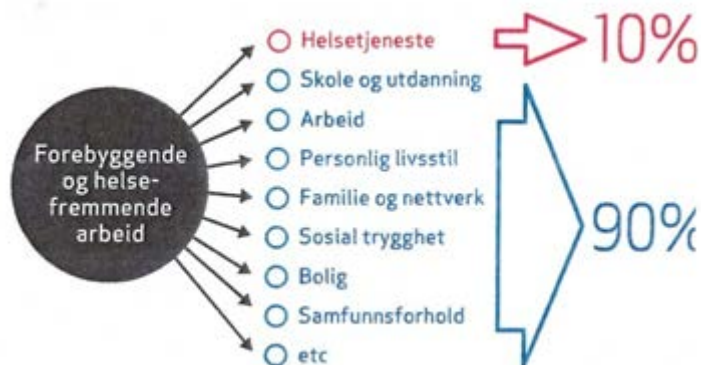 Forebyggende
og helse-
fremmende
arbeid
Helsetjeneste
10%
Skole og utdanning
Arbeid
Personlig livsstil
Familie og nettverk
Sosial trygghet
Bolig
Samfunnsforhold
etc
90%